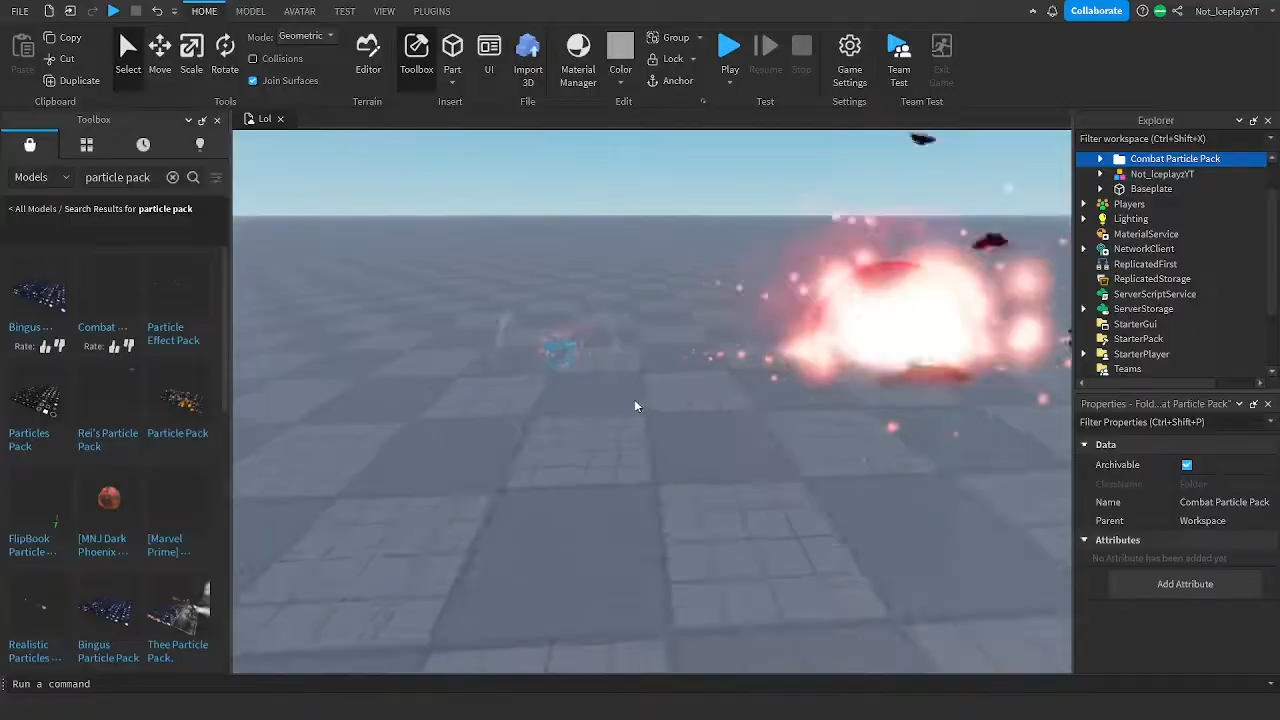 FILE
HOME
MODEL
AVATAR
TEST
VIEW
PLUGINS
Collaborate
Not_IceplayzYT
Paste
Copy
Cut
Duplicate
Clipboard
Select
Move
Scale
Rotate
Mode:
Geometric
Collisions
Join Surfaces
Tools
Editor
Terrain
Toolbox
Part
UI
Insert
Import
3D
File
Material
Manager
Color
Group
Lock
Anchor
Edit
Play
Resume
Stop
Test
Game
Settings
Settings
Team
Test
Exit
Game
Team Test
Toolbox
Models
particle pack
< All Models / Search Results for particle pack
Bingus ...
Rate:
Combat ...
Rate:
Particle
Effect Pack
Particles
Pack
Rei's Particle
Pack
Particle Pack
FlipBook
Particle ...
[MNJ Dark
Phoenix ...
[Marvel
Prime] ...
Realistic
Particles ...
Bingus
Particle Pack
Thee Particle
Pack.
Lol
Explorer
Filter workspace (Ctrl+Shift+X)
Combat Particle Pack
Not_IceplayzYT
Baseplate
Players
Lighting
MaterialService
NetworkClient
ReplicatedFirst
ReplicatedStorage
ServerScriptService
ServerStorage
StarterGui
StarterPack
StarterPlayer
Teams
Properties - Fold...at Particle Pack"
Filter Properties (Ctrl+Shift+P)
Data
Archivable
ClassName
Folder
Name
Combat Particle Pack
Parent
Workspace
Attributes
No Attribute has been added yet
Add Attribute
Run a command